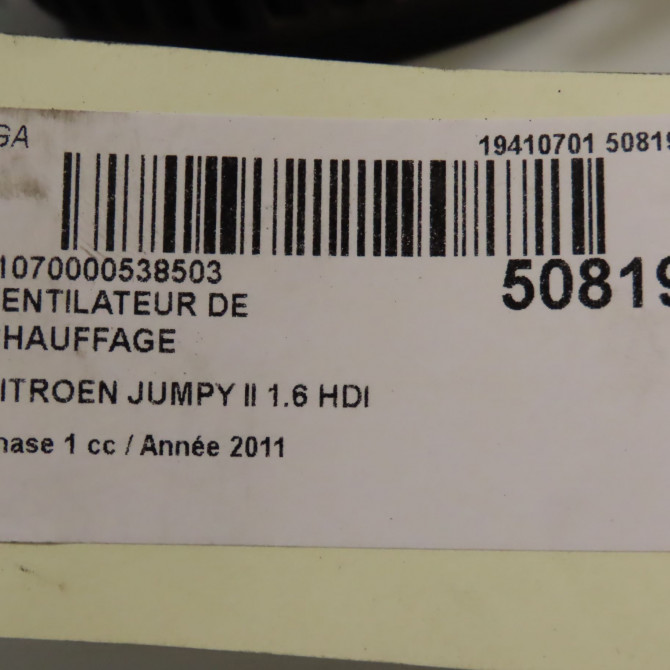 GA
19410701 50819
1070000538503
50819
ENTILATEUR DE
HAUFFAGE
ITROEN JUMPY II 1.6 HDI
hase 1 cc / Année 2011